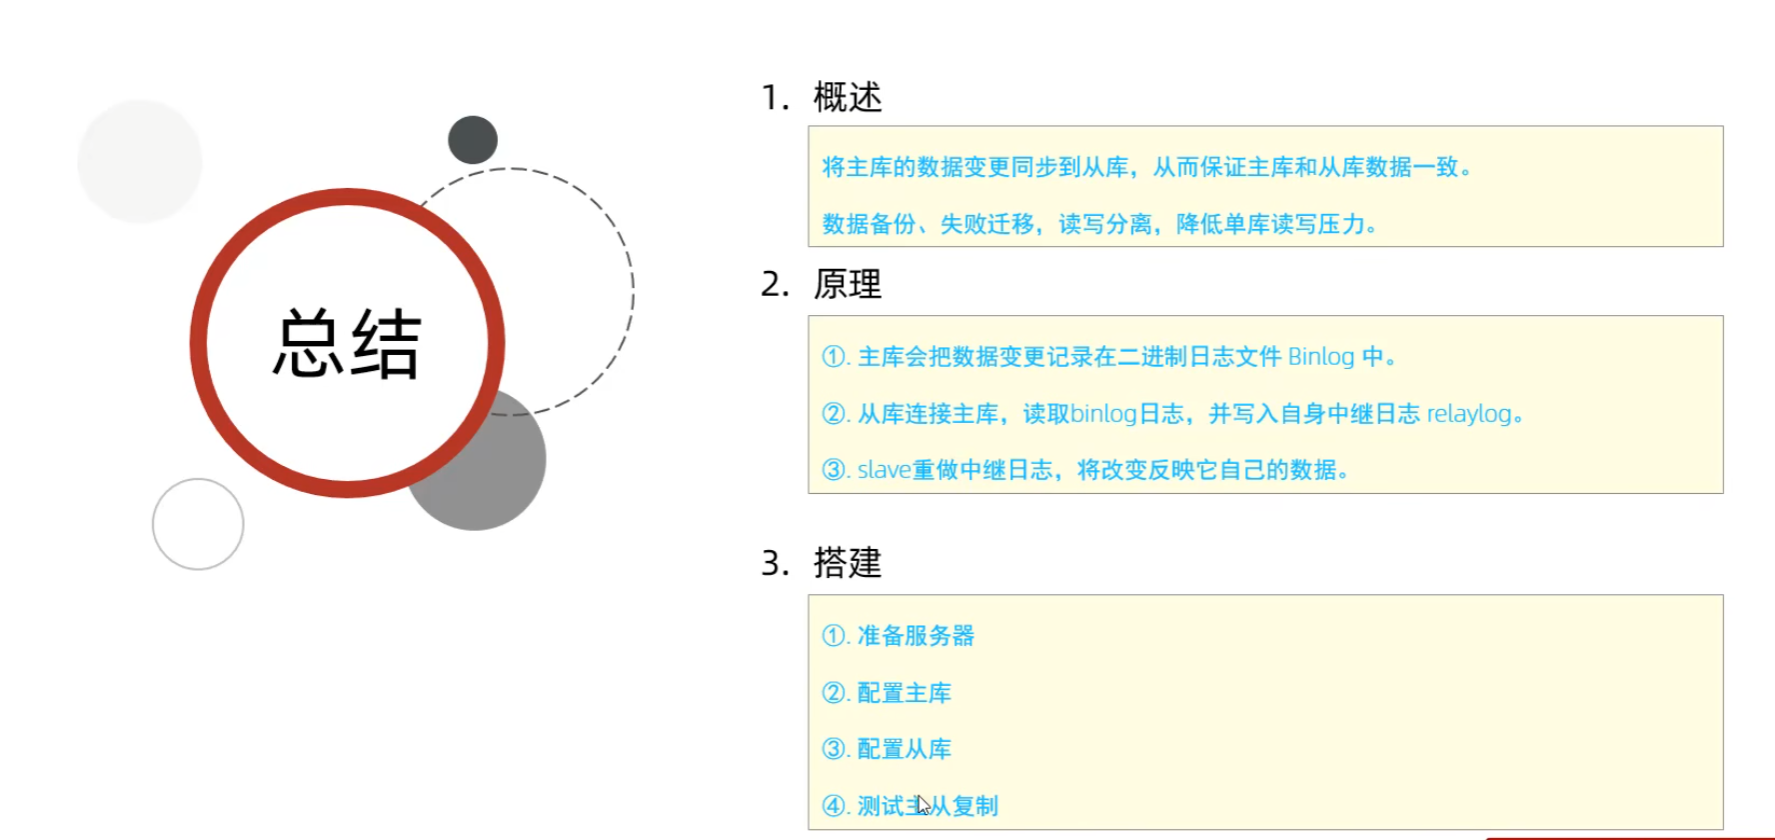 总结
1. 概述
将主库的数据变更同步到从库，从而保证主库和从库数据一致。
数据备份、失败迁移，读写分离，降低单库读写压力。
2. 原理
①. 主库会把数据变更记录在二进制日志文件 Binlog 中。
②. 从库连接主库，读取binlog日志，并写入自身中继日志 relaylog。
③. slave重做中继日志，将改变反映它自己的数据。
3. 搭建
①. 准备服务器
②. 配置主库
③. 配置从库
④. 测试主从复制